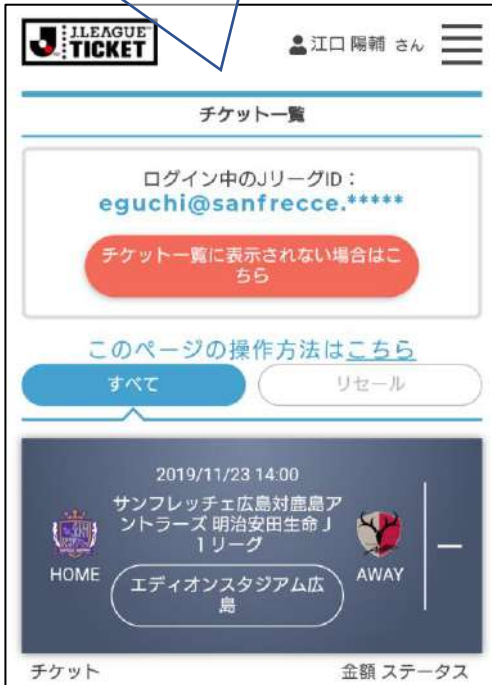 J.LEAGUE
TICKET
江口 陽輔 さん
チケット一覧
ログイン中のJリーグID：
eguchi@sanfrecce.*****
チケット一覧に表示されない場合はこ
ちら
このページの操作方法はこちら
すべて
リセール
2019/11/23 14:00
サンフレッチェ広島対鹿島ア
ントラーズ 明治安田生命J
1リーグ
HOME
AWAY
エディオンスタジアム広
島
チケット
金額 ステータス